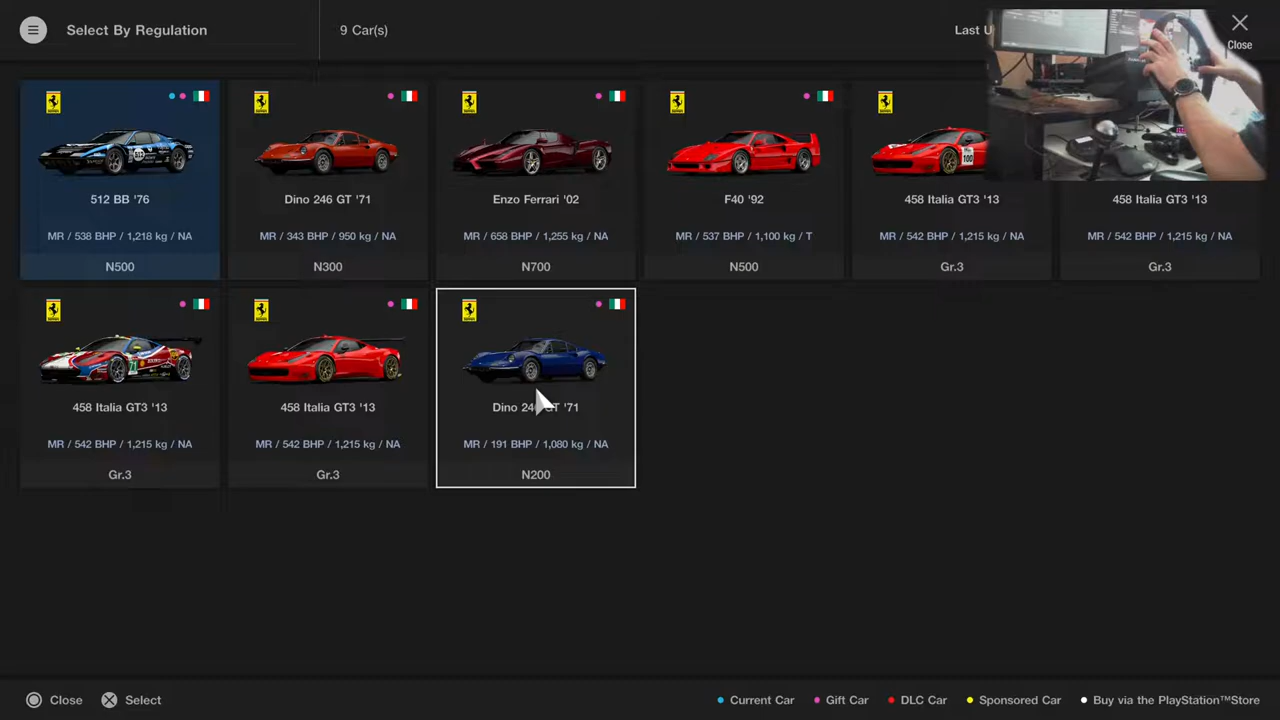 Select By Regulation
9 Car(s)
Last U
Close
512 BB '76
MR / 538 BHP / 1,218 kg / NA
N500
Dino 246 GT '71
MR / 343 BHP / 950 kg / NA
N300
Enzo Ferrari '02
MR / 658 BHP / 1,255 kg / NA
N700
F40 '92
MR / 537 BHP / 1,100 kg / T
N500
458 Italia GT3 '13
MR / 542 BHP / 1,215 kg / NA
Gr.3
458 Italia GT3 '13
MR / 542 BHP / 1,215 kg / NA
Gr.3
458 Italia GT3 '13
MR / 542 BHP / 1,215 kg / NA
Gr.3
458 Italia GT3 '13
MR / 542 BHP / 1,215 kg / NA
Gr.3
Dino 246 GT '71
MR / 191 BHP / 1,080 kg / NA
N200
Close
Select
Current Car
Gift Car
DLC Car
Sponsored Car
Buy via the PlayStation™Store